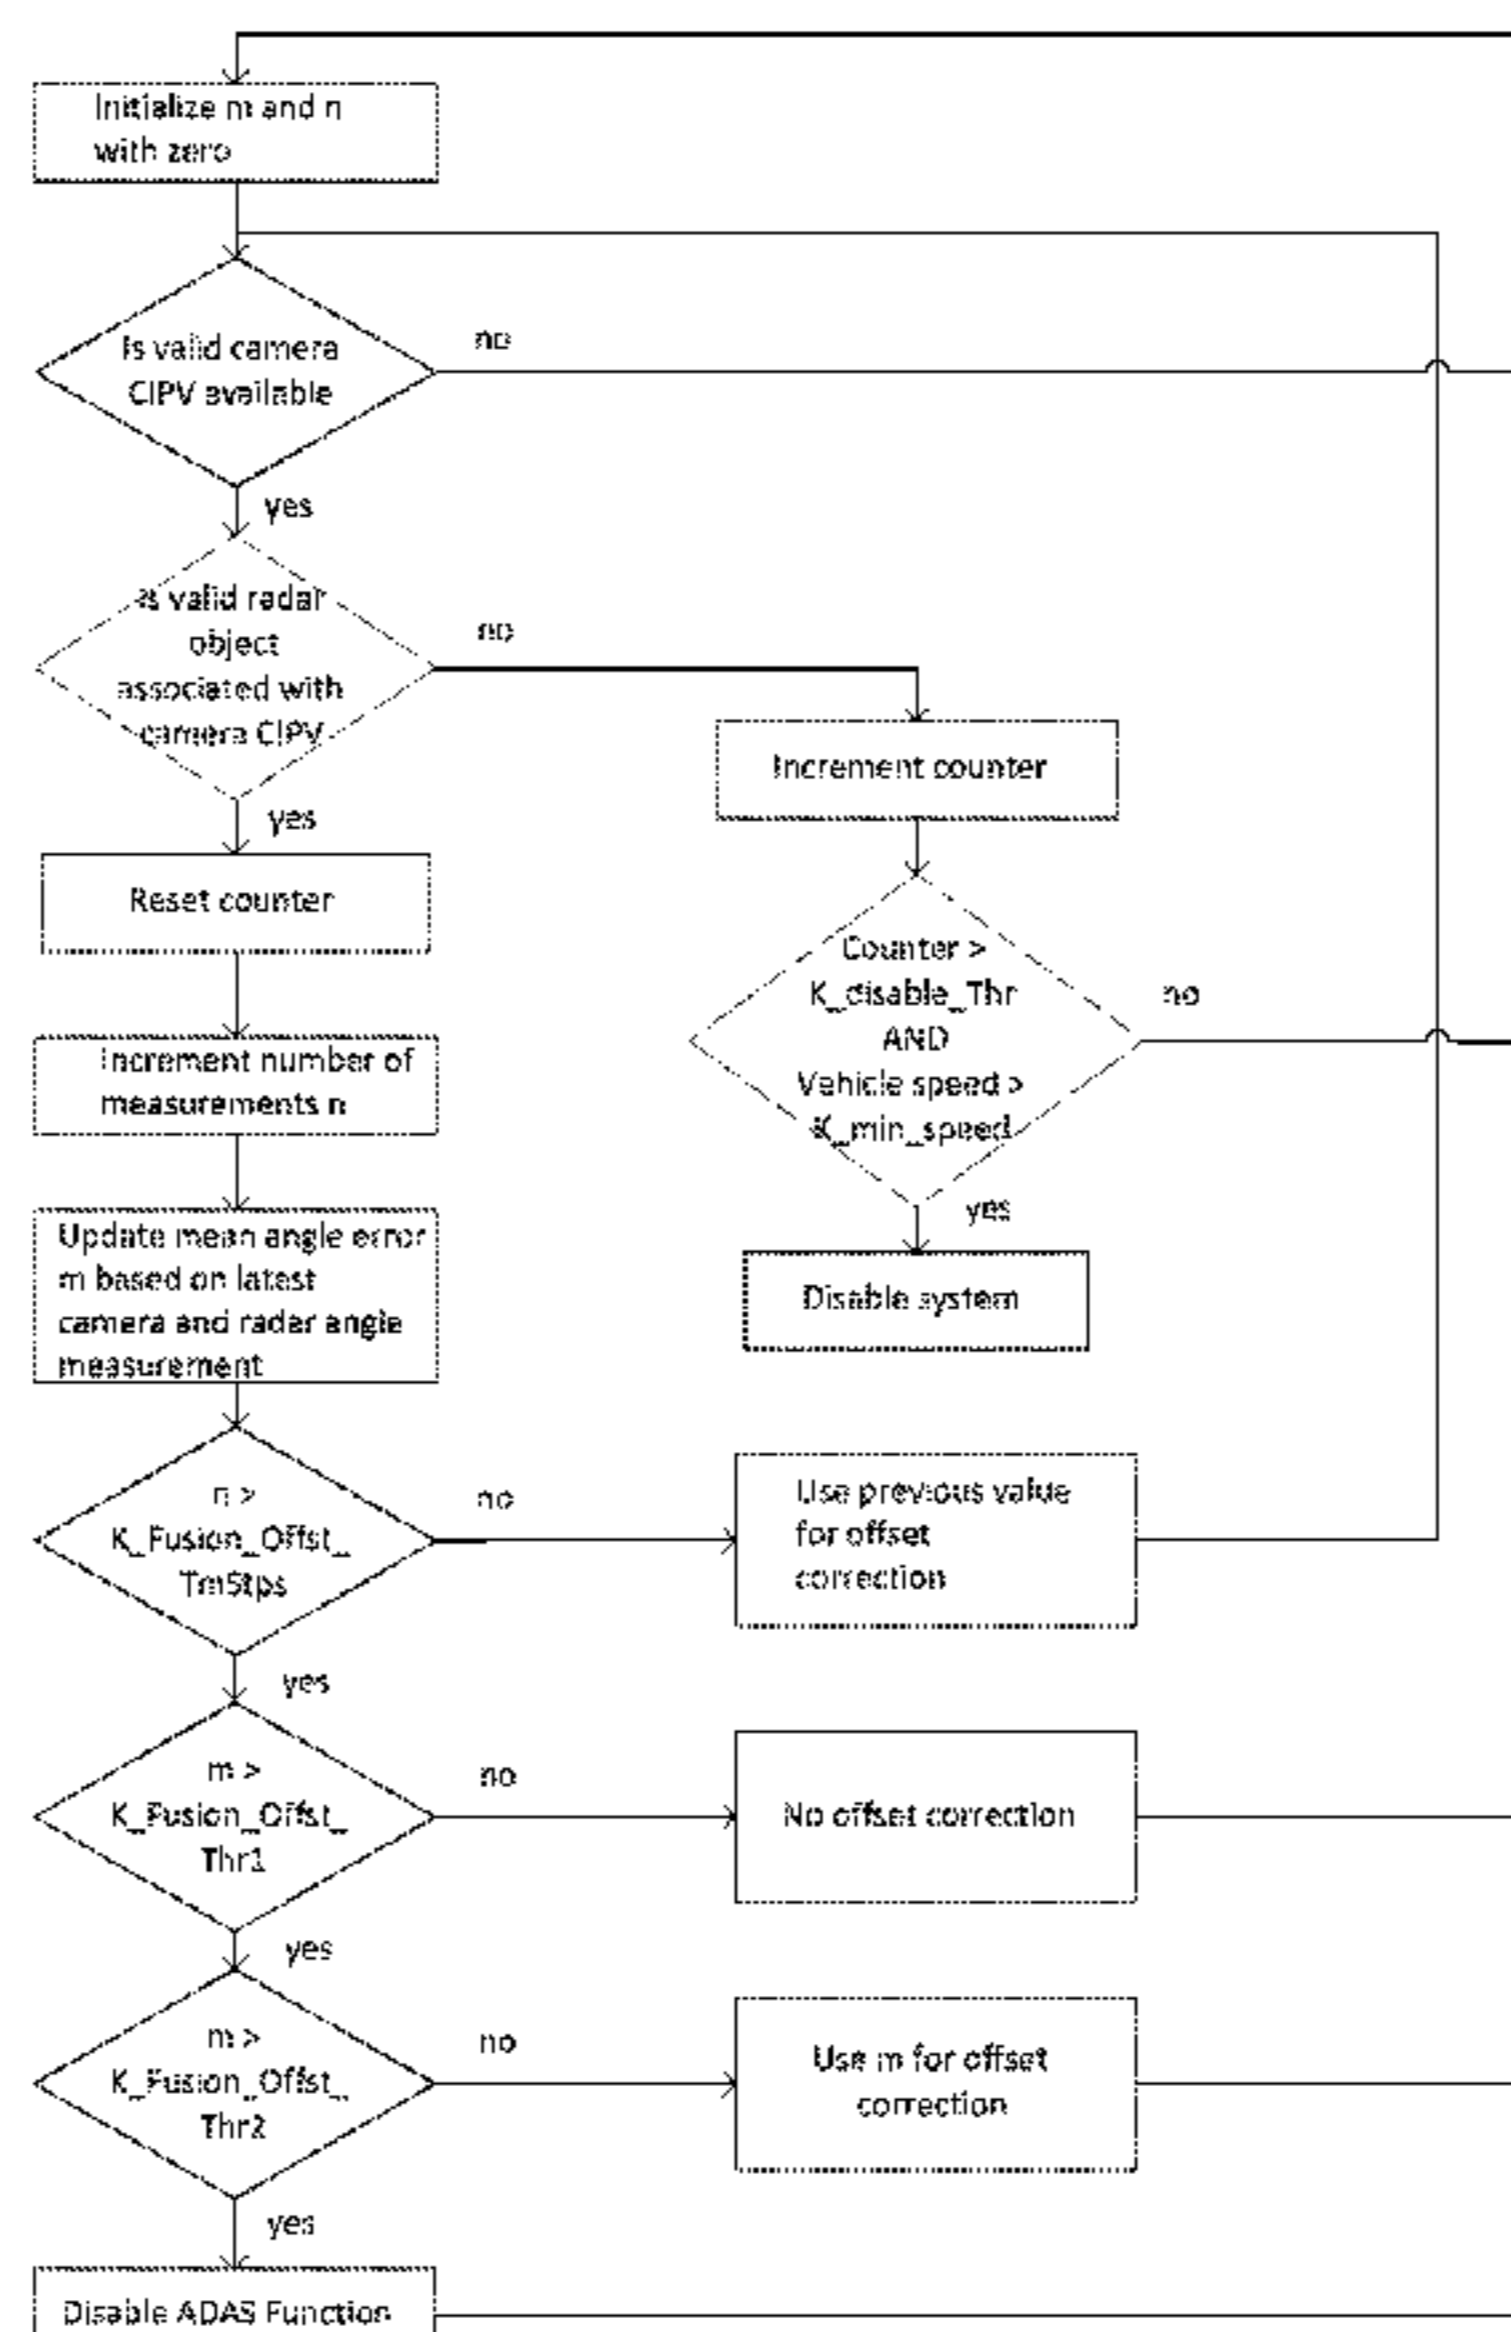 Initialize m and n
with zero
Is valid camera
CIPV available
no
yes
Is valid radar
object
associated with
camera CIPV
no
yes
Increment counter
Reset counter
Counter >
K_disable_Thr
AND
Vehicle speed >
K_min_speed
no
yes
Disable system
Increment number of
measurements n
Update mean angle error
m based on latest
camera and radar angle
measurement
n >
K_Fusion_Offst_
TmStps
no
yes
Use previous value
for offset
correction
m >
K_Fusion_Offst_
Thr1
no
yes
No offset correction
m >
K_Fusion_Offst_
Thr2
no
yes
Use m for offset
correction
Disable ADAS Function